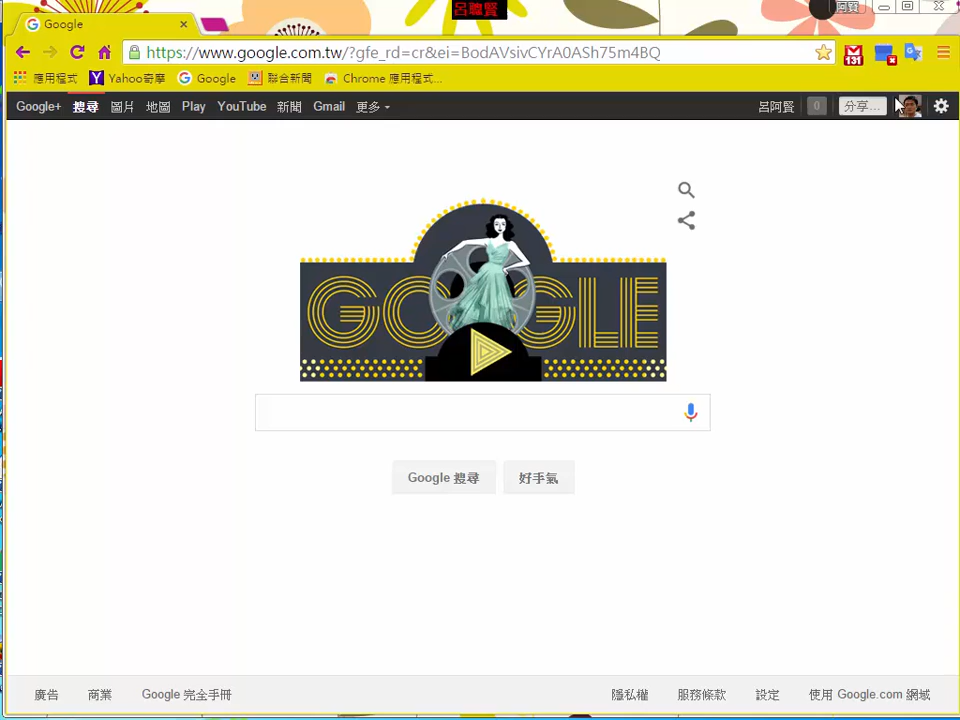 呂聰賢
Google
阿賢
https://www.google.com.tw/?gfe_rd=cr&ei=BodAVsivCYrA0ASh75m4BQ
131
應用程式 Yahoo奇摩 Google 聯合新聞 Chrome 應用程式...
Google+ 搜尋 圖片 地圖 Play YouTube 新聞 Gmail 更多 呂阿賢 0 分享...
GOOGLE
Google 搜尋 好手氣
廣告 商業 Google 完全手冊 隱私權 服務條款 設定 使用 Google.com 網域